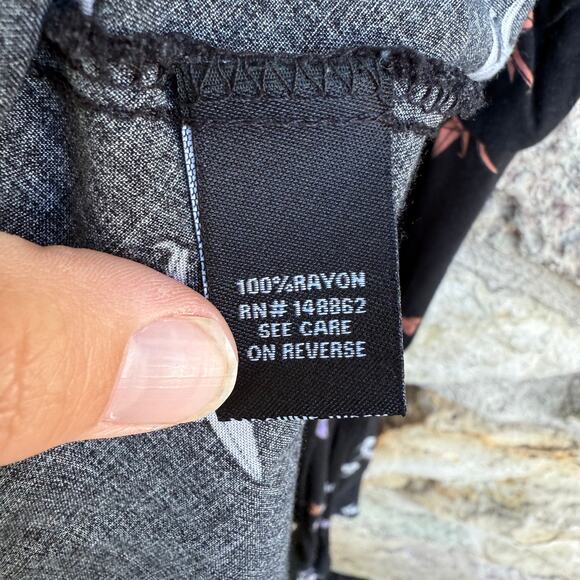 100%RAYON
RN# 148862
SEE CARE
ON REVERSE